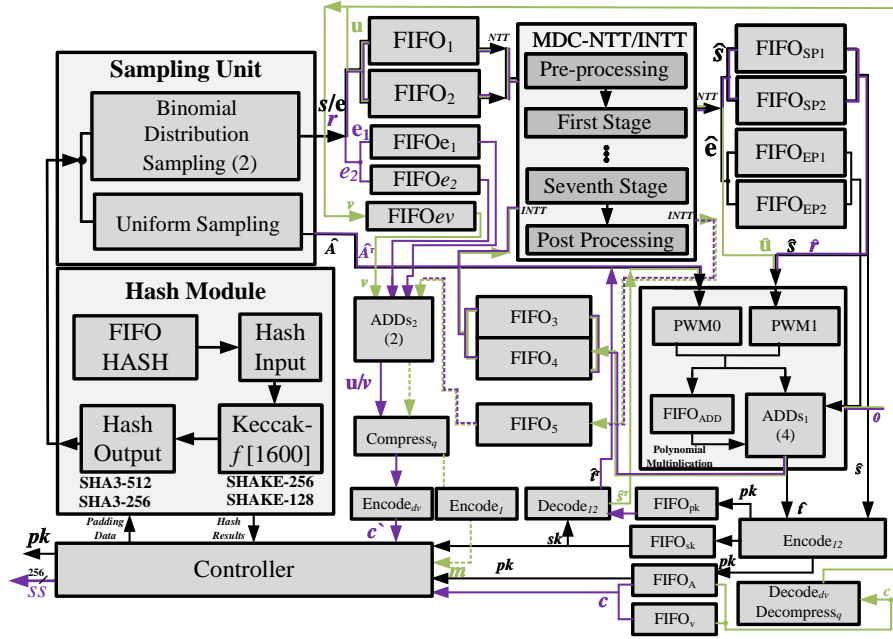 u
FIFO1
NTT
MDC-NTT/INTT
ŝ
FIFOSP1
Sampling Unit
Pre-processing
FIFO2
NTT
FIFOSP2
Binomial
Distribution
Sampling (2)
s/e
r
First Stage
e1
FIFOe1
ê
FIFOEP1
e2
FIFOe2
Seventh Stage
FIFOEP2
v
FIFOev
INTT
INTT
Uniform Sampling
Post Processing
Â
Âᵀ
û
ŝ
r̂
Hash Module
v
FIFO
HASH
Hash
Input
ADDs2
(2)
FIFO3
FIFO4
PWM0
PWM1
u/v
Hash
Output
Keccak-
f [1600]
Compressq
FIFO5
FIFOADD
ADDs1
(4)
0
Polynomial
Multiplication
SHA3-512
SHA3-256
SHAKE-256
SHAKE-128
t̂ᵀ
ŝ
Encodedv
Encode1
Decode12
ŝᵀ
FIFOpk
pk
t̂
Padding
Data
Hash
Results
c`
sk
FIFOsk
Encode12
pk
Controller
m
pk
FIFOA
pk
256
SS
c
FIFOv
Decodedv
Decompressq
c